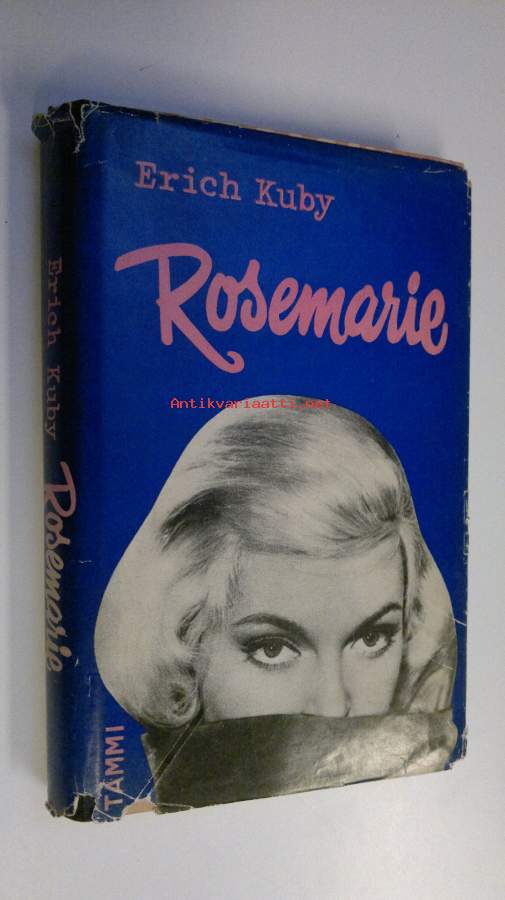 Erich Kuby
Rosemarie
Antikvariaatti.net
Erich Kuby
Rosemarie
TAMMI